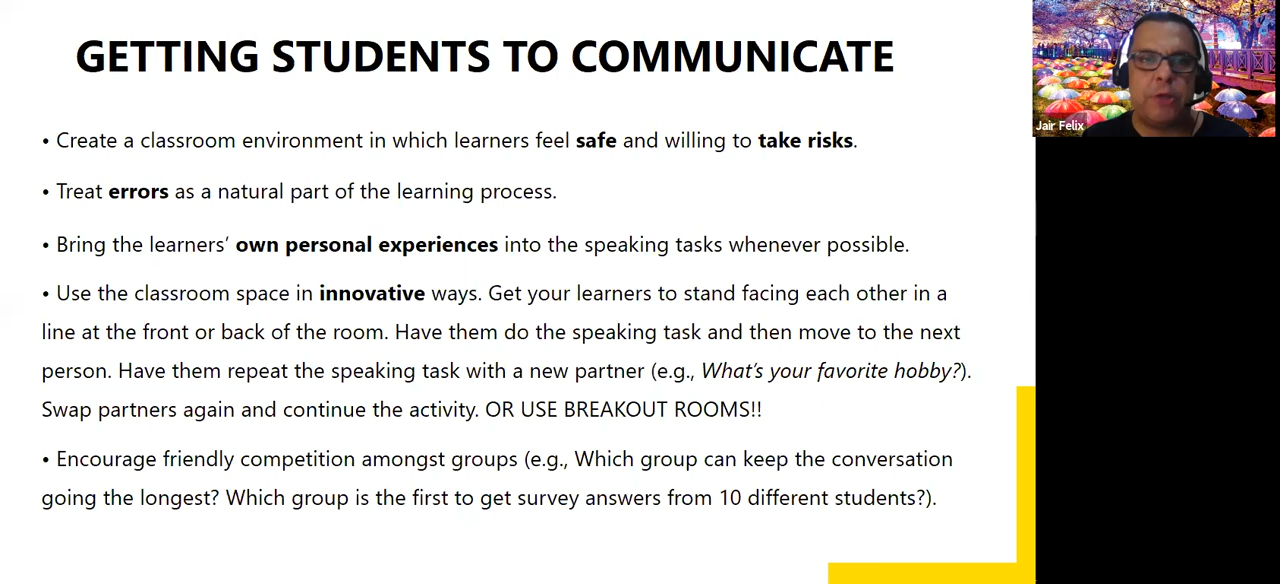 GETTING STUDENTS TO COMMUNICATE
Jair Felix
• Create a classroom environment in which learners feel safe and willing to take risks.
• Treat errors as a natural part of the learning process.
• Bring the learners’ own personal experiences into the speaking tasks whenever possible.
• Use the classroom space in innovative ways. Get your learners to stand facing each other in a
line at the front or back of the room. Have them do the speaking task and then move to the next
person. Have them repeat the speaking task with a new partner (e.g., What’s your favorite hobby?).
Swap partners again and continue the activity. OR USE BREAKOUT ROOMS!!
• Encourage friendly competition amongst groups (e.g., Which group can keep the conversation
going the longest? Which group is the first to get survey answers from 10 different students?).